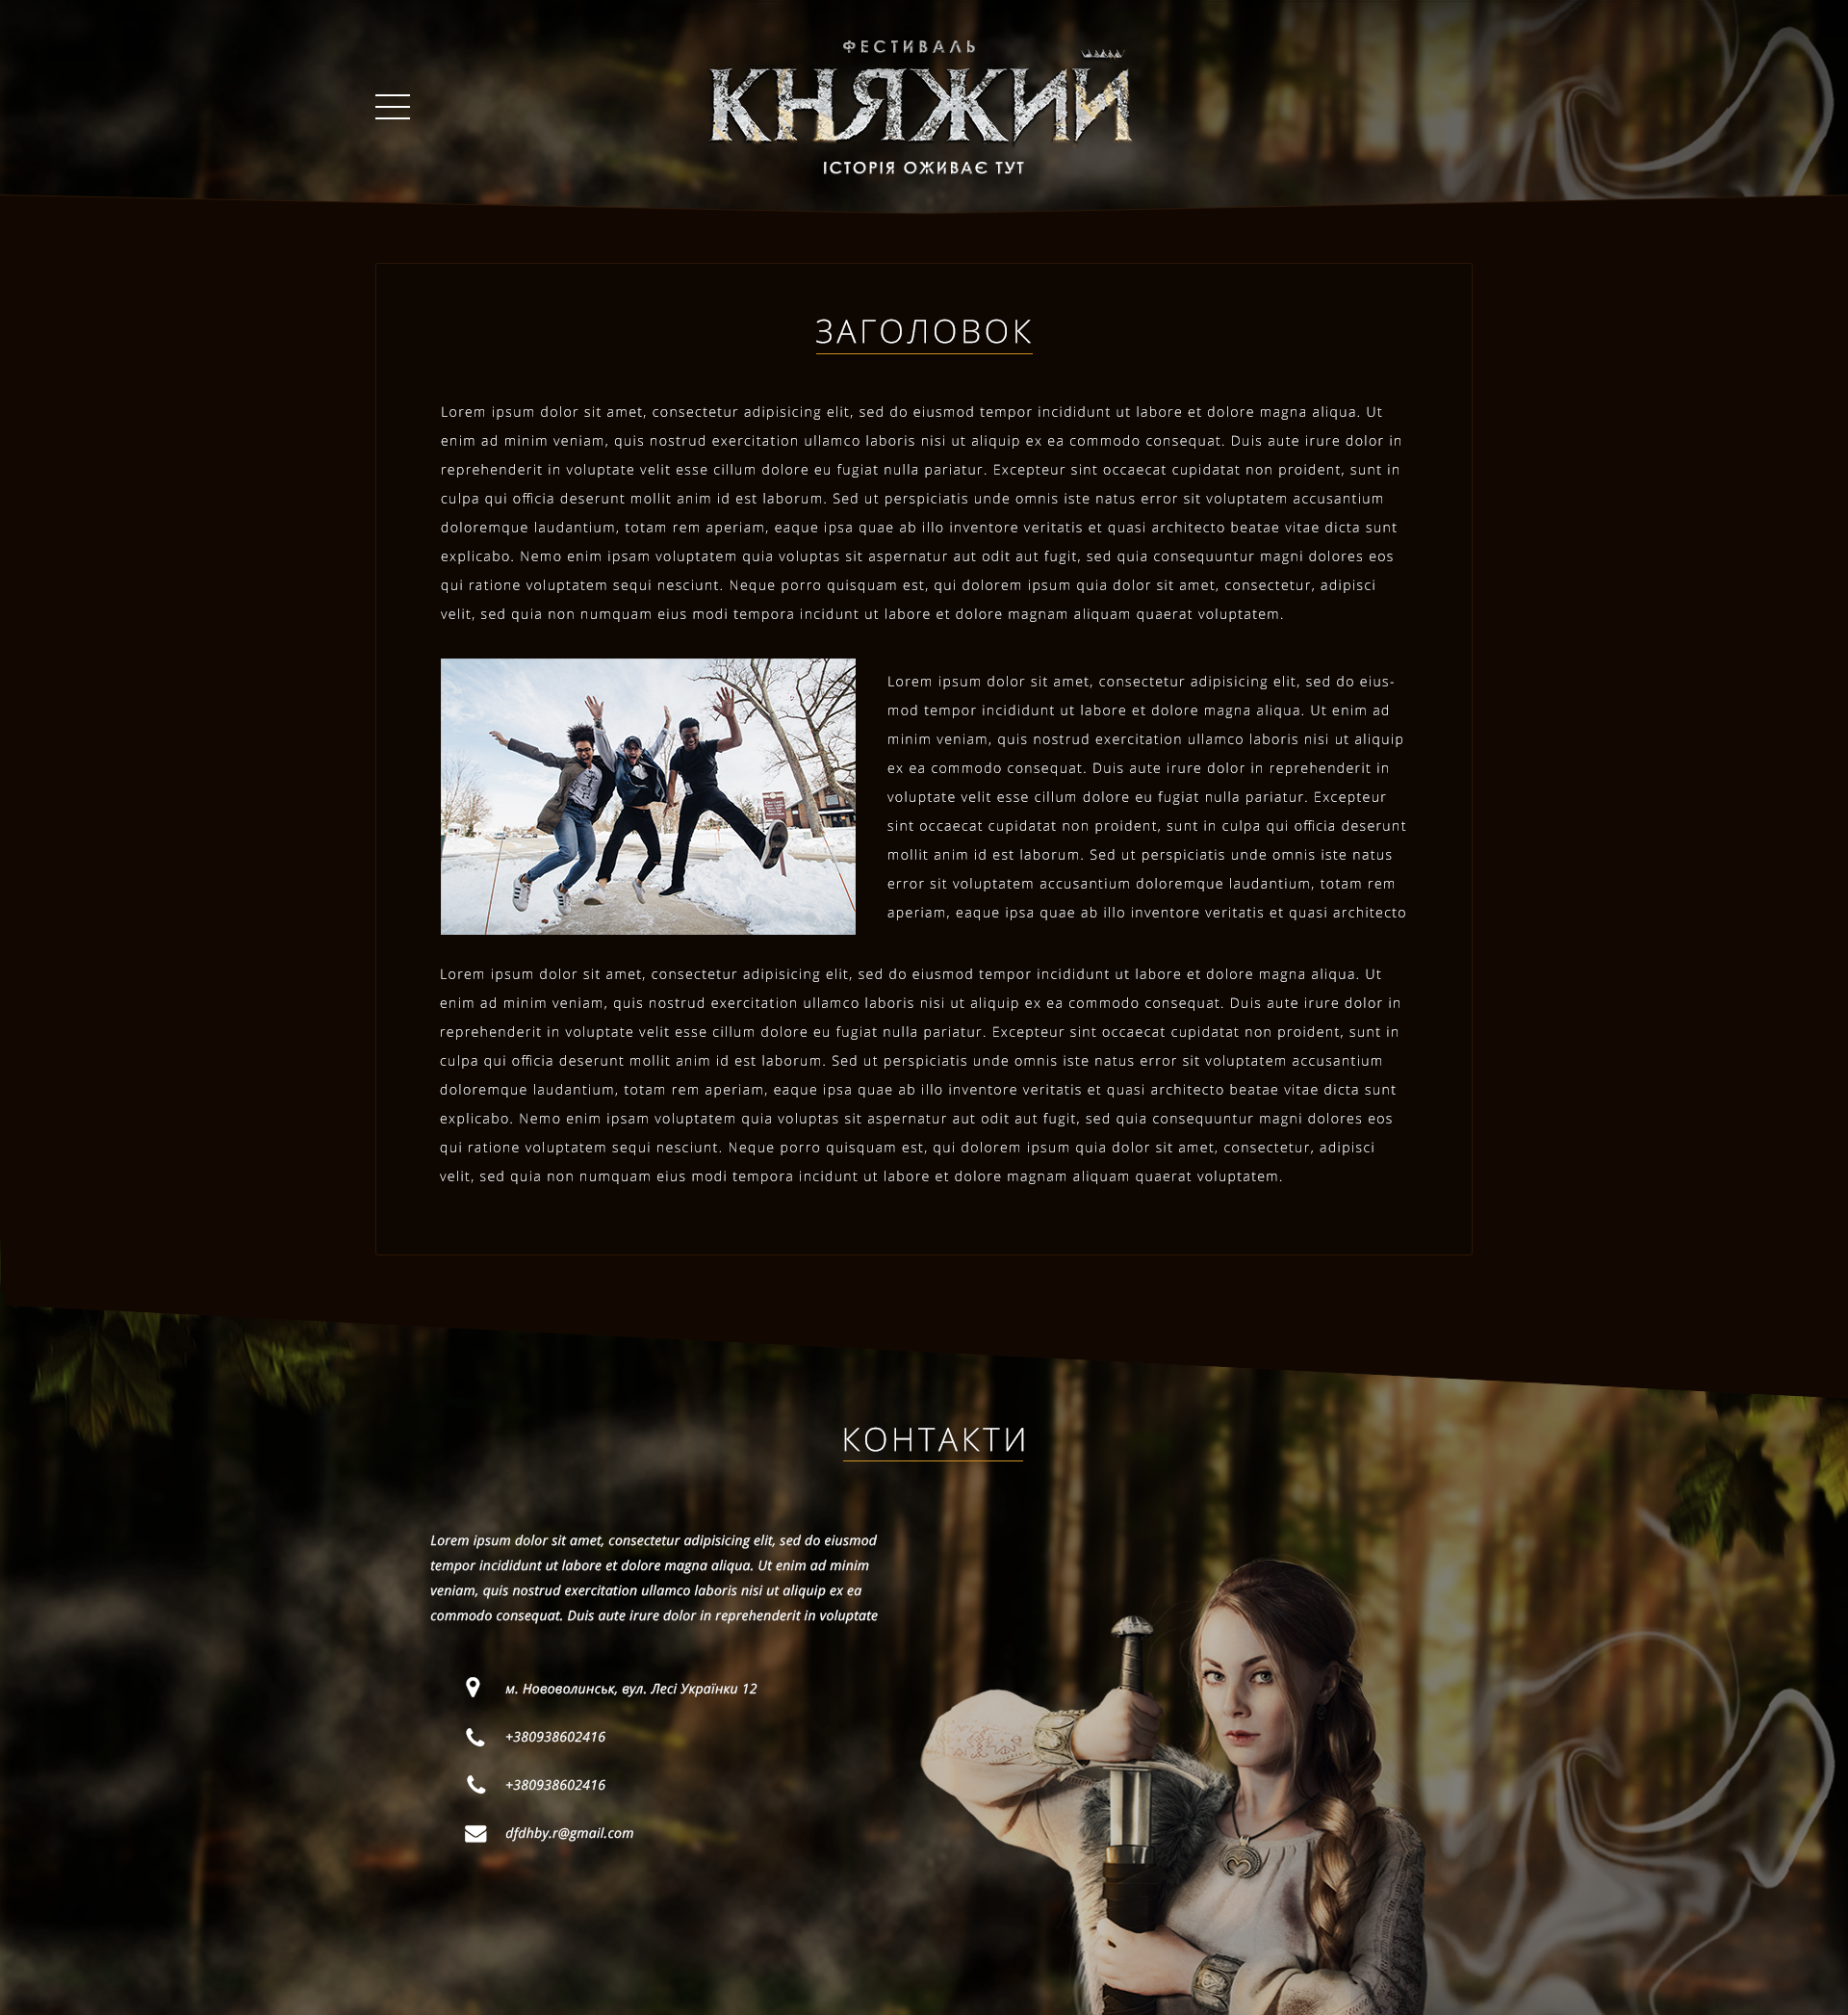 ФЕСТИВАЛЬ
КНЯЖИЙ
ІСТОРІЯ ОЖИВАЄ ТУТ
ЗАГОЛОВОК
Lorem ipsum dolor sit amet, consectetur adipisicing elit, sed do eiusmod tempor incididunt ut labore et dolore magna aliqua. Ut
enim ad minim veniam, quis nostrud exercitation ullamco laboris nisi ut aliquip ex ea commodo consequat. Duis aute irure dolor in
reprehenderit in voluptate velit esse cillum dolore eu fugiat nulla pariatur. Excepteur sint occaecat cupidatat non proident, sunt in
culpa qui officia deserunt mollit anim id est laborum. Sed ut perspiciatis unde omnis iste natus error sit voluptatem accusantium
doloremque laudantium, totam rem aperiam, eaque ipsa quae ab illo inventore veritatis et quasi architecto beatae vitae dicta sunt
explicabo. Nemo enim ipsam voluptatem quia voluptas sit aspernatur aut odit aut fugit, sed quia consequuntur magni dolores eos
qui ratione voluptatem sequi nesciunt. Neque porro quisquam est, qui dolorem ipsum quia dolor sit amet, consectetur, adipisci
velit, sed quia non numquam eius modi tempora incidunt ut labore et dolore magnam aliquam quaerat voluptatem.
Lorem ipsum dolor sit amet, consectetur adipisicing elit, sed do eius-
mod tempor incididunt ut labore et dolore magna aliqua. Ut enim ad
minim veniam, quis nostrud exercitation ullamco laboris nisi ut aliquip
ex ea commodo consequat. Duis aute irure dolor in reprehenderit in
voluptate velit esse cillum dolore eu fugiat nulla pariatur. Excepteur
sint occaecat cupidatat non proident, sunt in culpa qui officia deserunt
mollit anim id est laborum. Sed ut perspiciatis unde omnis iste natus
error sit voluptatem accusantium doloremque laudantium, totam rem
aperiam, eaque ipsa quae ab illo inventore veritatis et quasi architecto
Lorem ipsum dolor sit amet, consectetur adipisicing elit, sed do eiusmod tempor incididunt ut labore et dolore magna aliqua. Ut
enim ad minim veniam, quis nostrud exercitation ullamco laboris nisi ut aliquip ex ea commodo consequat. Duis aute irure dolor in
reprehenderit in voluptate velit esse cillum dolore eu fugiat nulla pariatur. Excepteur sint occaecat cupidatat non proident, sunt in
culpa qui officia deserunt mollit anim id est laborum. Sed ut perspiciatis unde omnis iste natus error sit voluptatem accusantium
doloremque laudantium, totam rem aperiam, eaque ipsa quae ab illo inventore veritatis et quasi architecto beatae vitae dicta sunt
explicabo. Nemo enim ipsam voluptatem quia voluptas sit aspernatur aut odit aut fugit, sed quia consequuntur magni dolores eos
qui ratione voluptatem sequi nesciunt. Neque porro quisquam est, qui dolorem ipsum quia dolor sit amet, consectetur, adipisci
velit, sed quia non numquam eius modi tempora incidunt ut labore et dolore magnam aliquam quaerat voluptatem.
КОНТАКТИ
Lorem ipsum dolor sit amet, consectetur adipisicing elit, sed do eiusmod
tempor incididunt ut labore et dolore magna aliqua. Ut enim ad minim
veniam, quis nostrud exercitation ullamco laboris nisi ut aliquip ex ea
commodo consequat. Duis aute irure dolor in reprehenderit in voluptate
м. Нововолинськ, вул. Лесі Українки 12
+380938602416
+380938602416
dfdhby.r@gmail.com